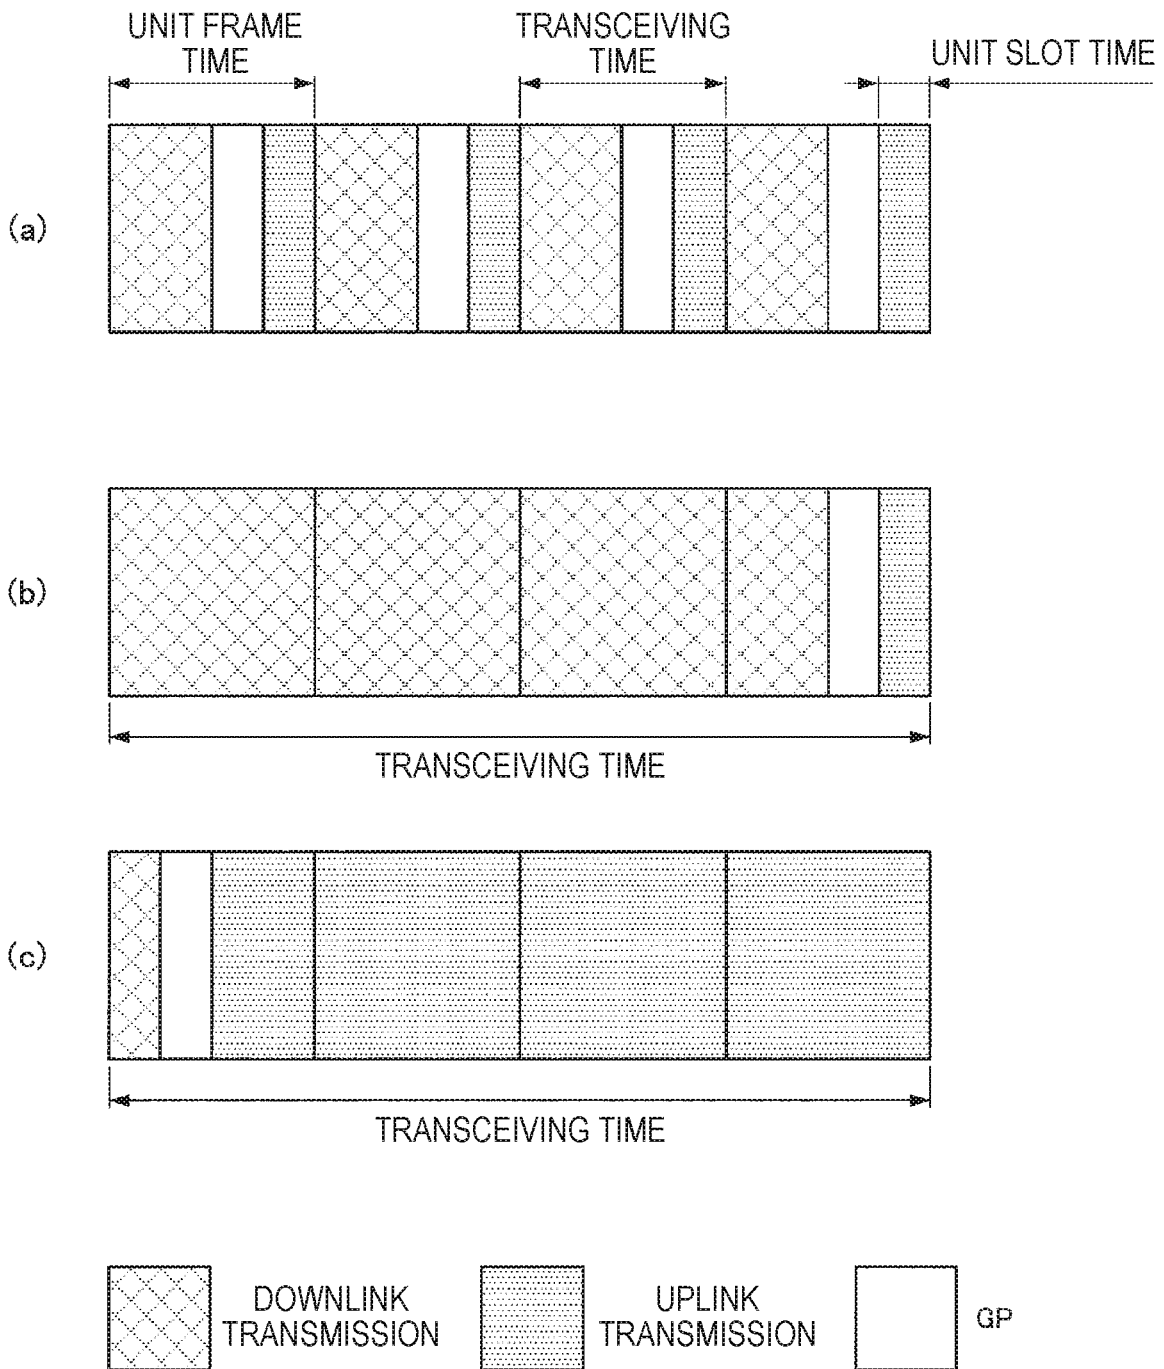 UNIT FRAME
TIME
TRANSCEIVING
TIME
UNIT SLOT TIME
(a)
(b)
TRANSCEIVING TIME
(c)
TRANSCEIVING TIME
DOWNLINK
TRANSMISSION
UPLINK
TRANSMISSION
GP